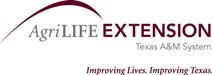 AgriLIFE EXTENSION
Texas A&M System
Improving Lives. Improving Texas.